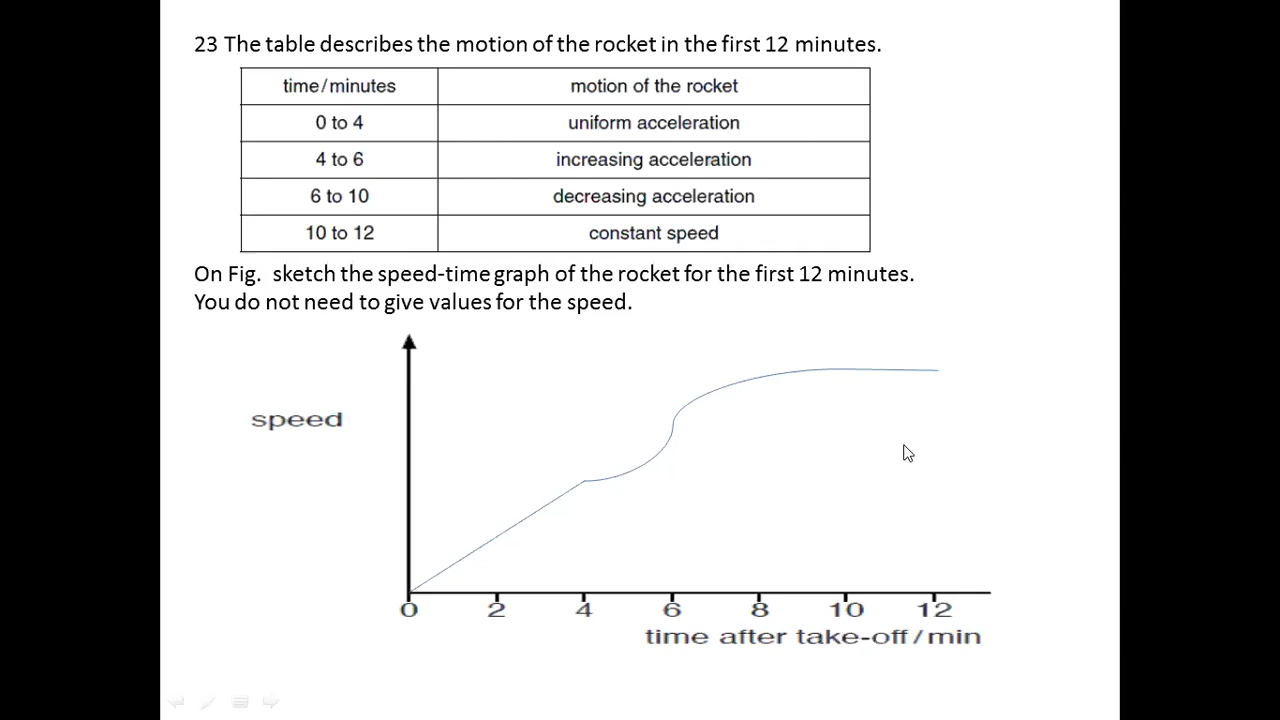 23 The table describes the motion of the rocket in the first 12 minutes.
time/minutes motion of the rocket
0 to 4 uniform acceleration
4 to 6 increasing acceleration
6 to 10 decreasing acceleration
10 to 12 constant speed
On Fig.  sketch the speed-time graph of the rocket for the first 12 minutes.
You do not need to give values for the speed.
speed
0 2 4 6 8 10 12
time after take-off/min